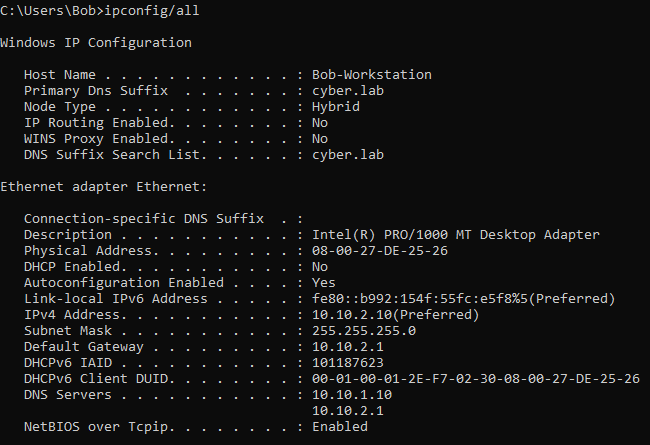 C:\Users\Bob>ipconfig/all
Windows IP Configuration
Host Name . . . . . . . . . . . . : Bob-Workstation
Primary Dns Suffix  . . . . . . . : cyber.lab
Node Type . . . . . . . . . . . . : Hybrid
IP Routing Enabled. . . . . . . . : No
WINS Proxy Enabled. . . . . . . . : No
DNS Suffix Search List. . . . . . : cyber.lab
Ethernet adapter Ethernet:
Connection-specific DNS Suffix  . :
Description . . . . . . . . . . . : Intel(R) PRO/1000 MT Desktop Adapter
Physical Address. . . . . . . . . : 08-00-27-DE-25-26
DHCP Enabled. . . . . . . . . . . : No
Autoconfiguration Enabled . . . . : Yes
Link-local IPv6 Address . . . . . : fe80::b992:154f:55fc:e5f8%5(Preferred)
IPv4 Address. . . . . . . . . . . : 10.10.2.10(Preferred)
Subnet Mask . . . . . . . . . . . : 255.255.255.0
Default Gateway . . . . . . . . . : 10.10.2.1
DHCPv6 IAID . . . . . . . . . . . : 101187623
DHCPv6 Client DUID. . . . . . . . : 00-01-00-01-2E-F7-02-30-08-00-27-DE-25-26
DNS Servers . . . . . . . . . . . : 10.10.1.10
10.10.2.1
NetBIOS over Tcpip. . . . . . . . : Enabled